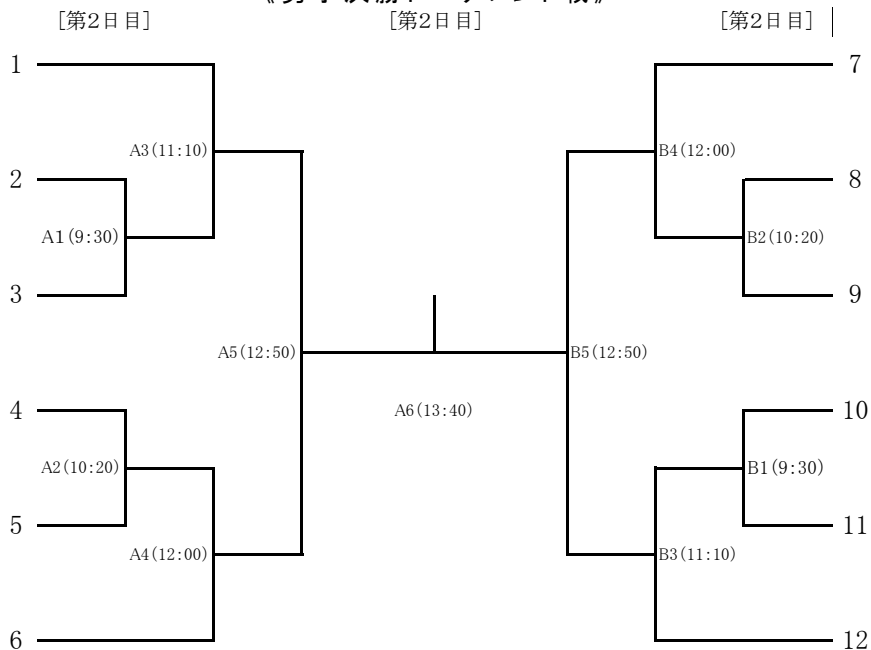 [第2日目] [第2日目] [第2日目]
1 7
A3(11:10) B4(12:00)
2 8
A1(9:30) B2(10:20)
3 9
A5(12:50) B5(12:50)
4 A6(13:40) 10
A2(10:20) B1(9:30)
5 11
A4(12:00) B3(11:10)
6 12